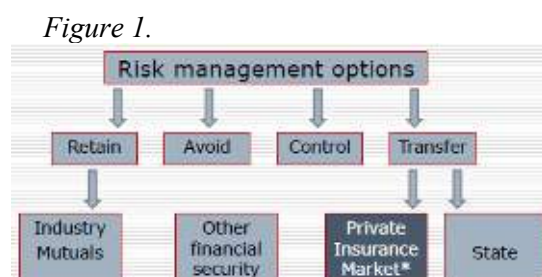 Figure 1.
Risk management options
Retain
Avoid
Control
Transfer
Industry
Mutuals
Other
financial
security
Private
Insurance
Market*
State